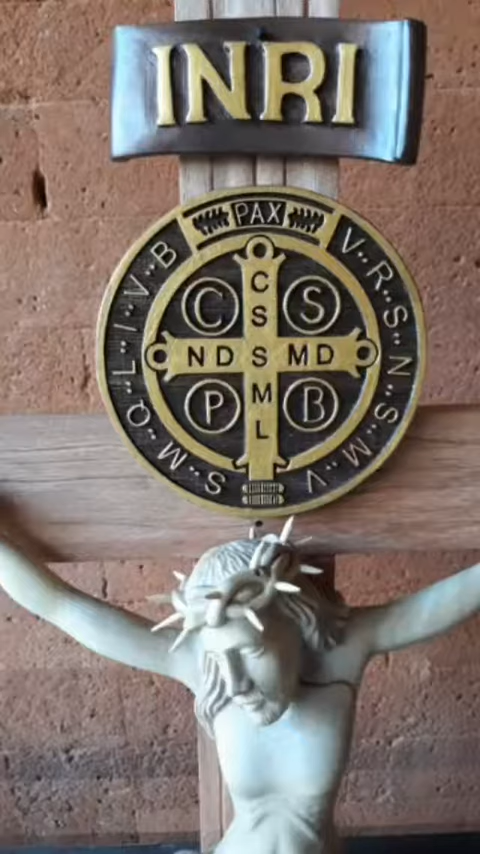 INRI
PAX
V··R··S··N··S··M··V
S··M··Q··L··I··V··B
C S
P B
C S S M L
N D S M D